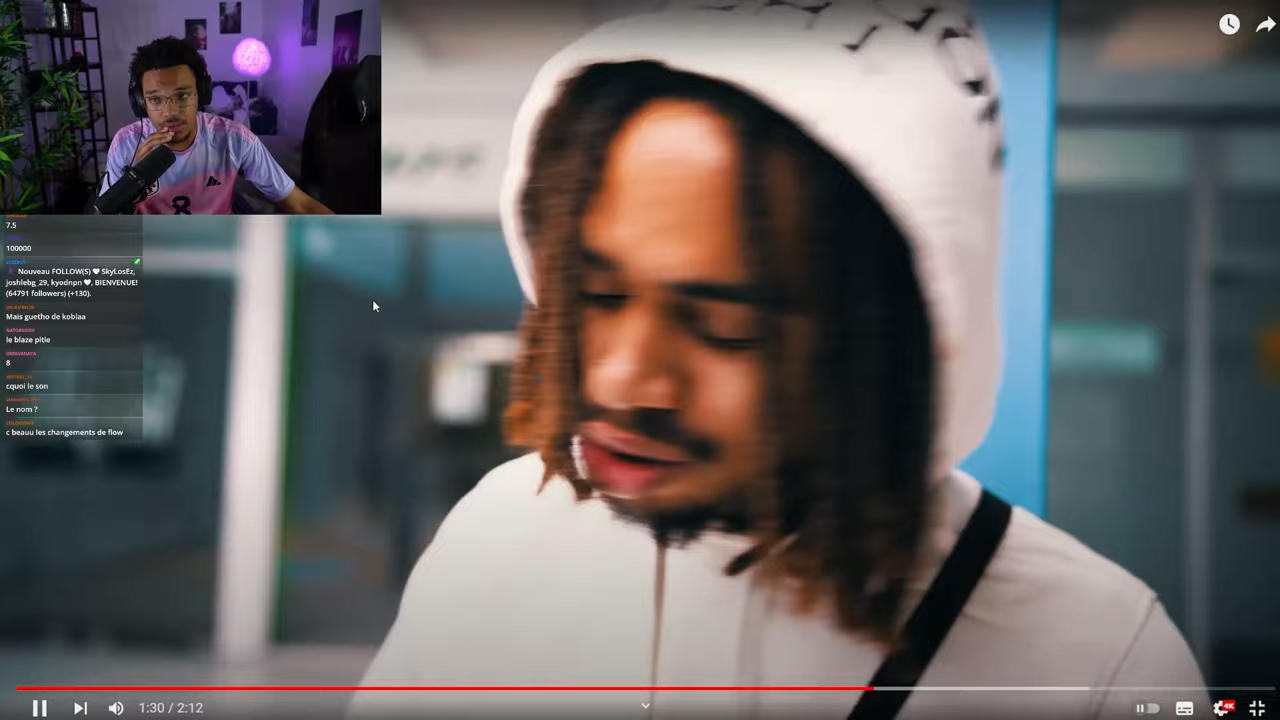 7.5
100000
Nouveau FOLLOW(S) ♥ SkyLosEz,
joshlebg_29, kyodnpn ♥, BIENVENUE!
(64791 followers) (+130).
Mais guetho de koblaa
le blaze pitie
8
cquoi le son
Le nom ?
c beauu les changements de flow
1:30 / 2:12
4K